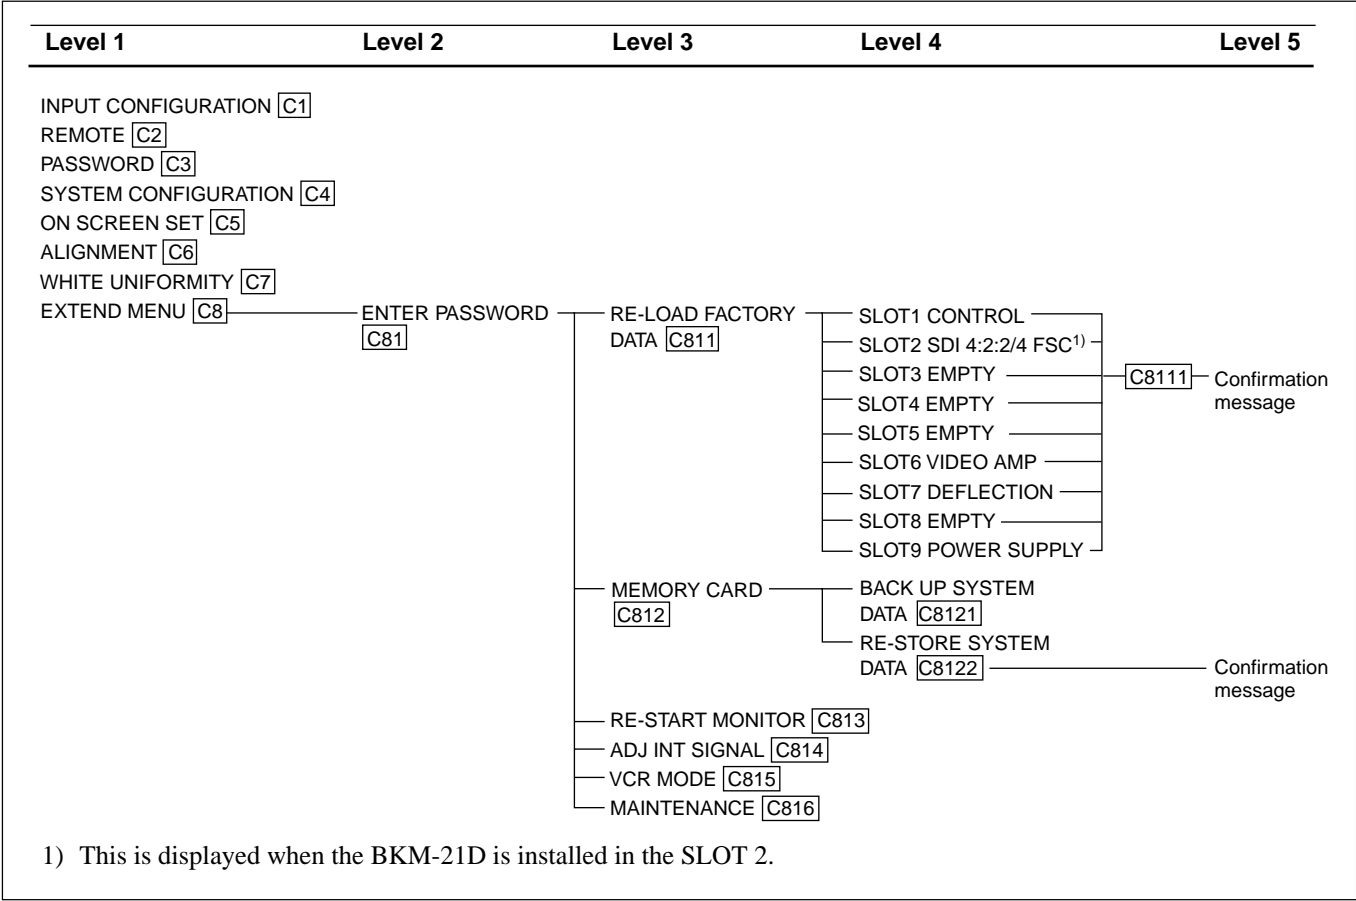 Level 1 Level 2 Level 3 Level 4 Level 5
INPUT CONFIGURATION C1
REMOTE C2
PASSWORD C3
SYSTEM CONFIGURATION C4
ON SCREEN SET C5
ALIGNMENT C6
WHITE UNIFORMITY C7
EXTEND MENU C8
ENTER PASSWORD
C81
RE-LOAD FACTORY
DATA C811
SLOT1 CONTROL
SLOT2 SDI 4:2:2/4 FSC1)
SLOT3 EMPTY
SLOT4 EMPTY
SLOT5 EMPTY
SLOT6 VIDEO AMP
SLOT7 DEFLECTION
SLOT8 EMPTY
SLOT9 POWER SUPPLY
C8111
Confirmation
message
MEMORY CARD
C812
BACK UP SYSTEM
DATA C8121
RE-STORE SYSTEM
DATA C8122
Confirmation
message
RE-START MONITOR C813
ADJ INT SIGNAL C814
VCR MODE C815
MAINTENANCE C816
1) This is displayed when the BKM-21D is installed in the SLOT 2.